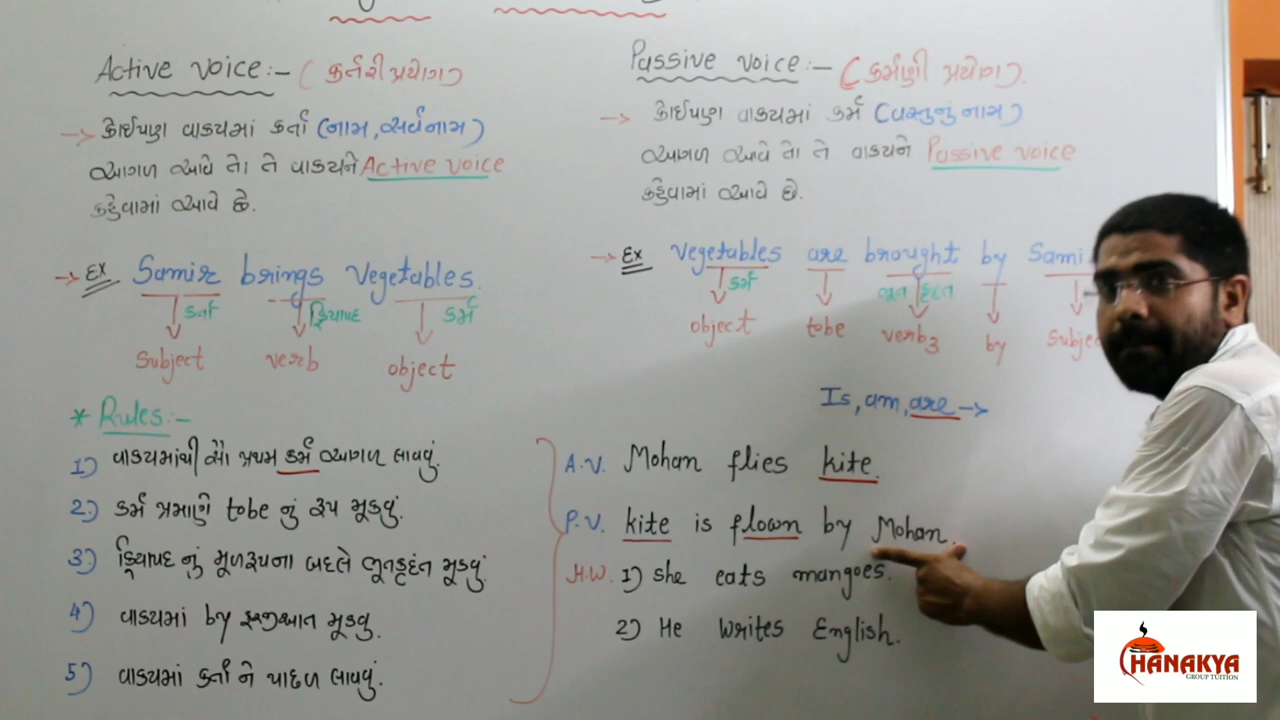 Active voice:- (કર્તરી પ્રયોગ)
→ કોઈપણ વાક્યમાં કર્તા (નામ, સર્વનામ)
આગળ આવે તો તે વાક્યને Active voice
કહેવામાં આવે છે.
→ Ex Samir brings vegetables.
કર્તા ક્રિયાપદ કર્મ
subject verb object
* Rules:-
1) વાક્યમાંથી સૌ પ્રથમ કર્મ આગળ લાવવું.
2) કર્મ પ્રમાણે tobe નું રૂપ મૂકવું.
3) ક્રિયાપદ નું મૂળરૂપના બદલે ભૂતકૃદંત મૂકવું.
4) વાક્યમાં by ફરજીઆત મૂકવુ.
5) વાક્યમાં કર્તા ને પાછળ લાવવું.
Passive voice:- (કર્મણી પ્રયોગ).
→ કોઈપણ વાક્યમાં કર્મ (વસ્તુનું નામ)
આગળ આવે તો તે વાક્યને Passive voice
કહેવામાં આવે છે.
→ Ex vegetables are brought by Sami
કર્મ ભૂત કૃદંત
object tobe verb3 by subjec
Is, am, are →
A.V. Mohan flies kite.
P.V. kite is flown by Mohan.
H.W. 1) she eats mangoes.
2) He writes English.
CHANAKYA
GROUP TUITION